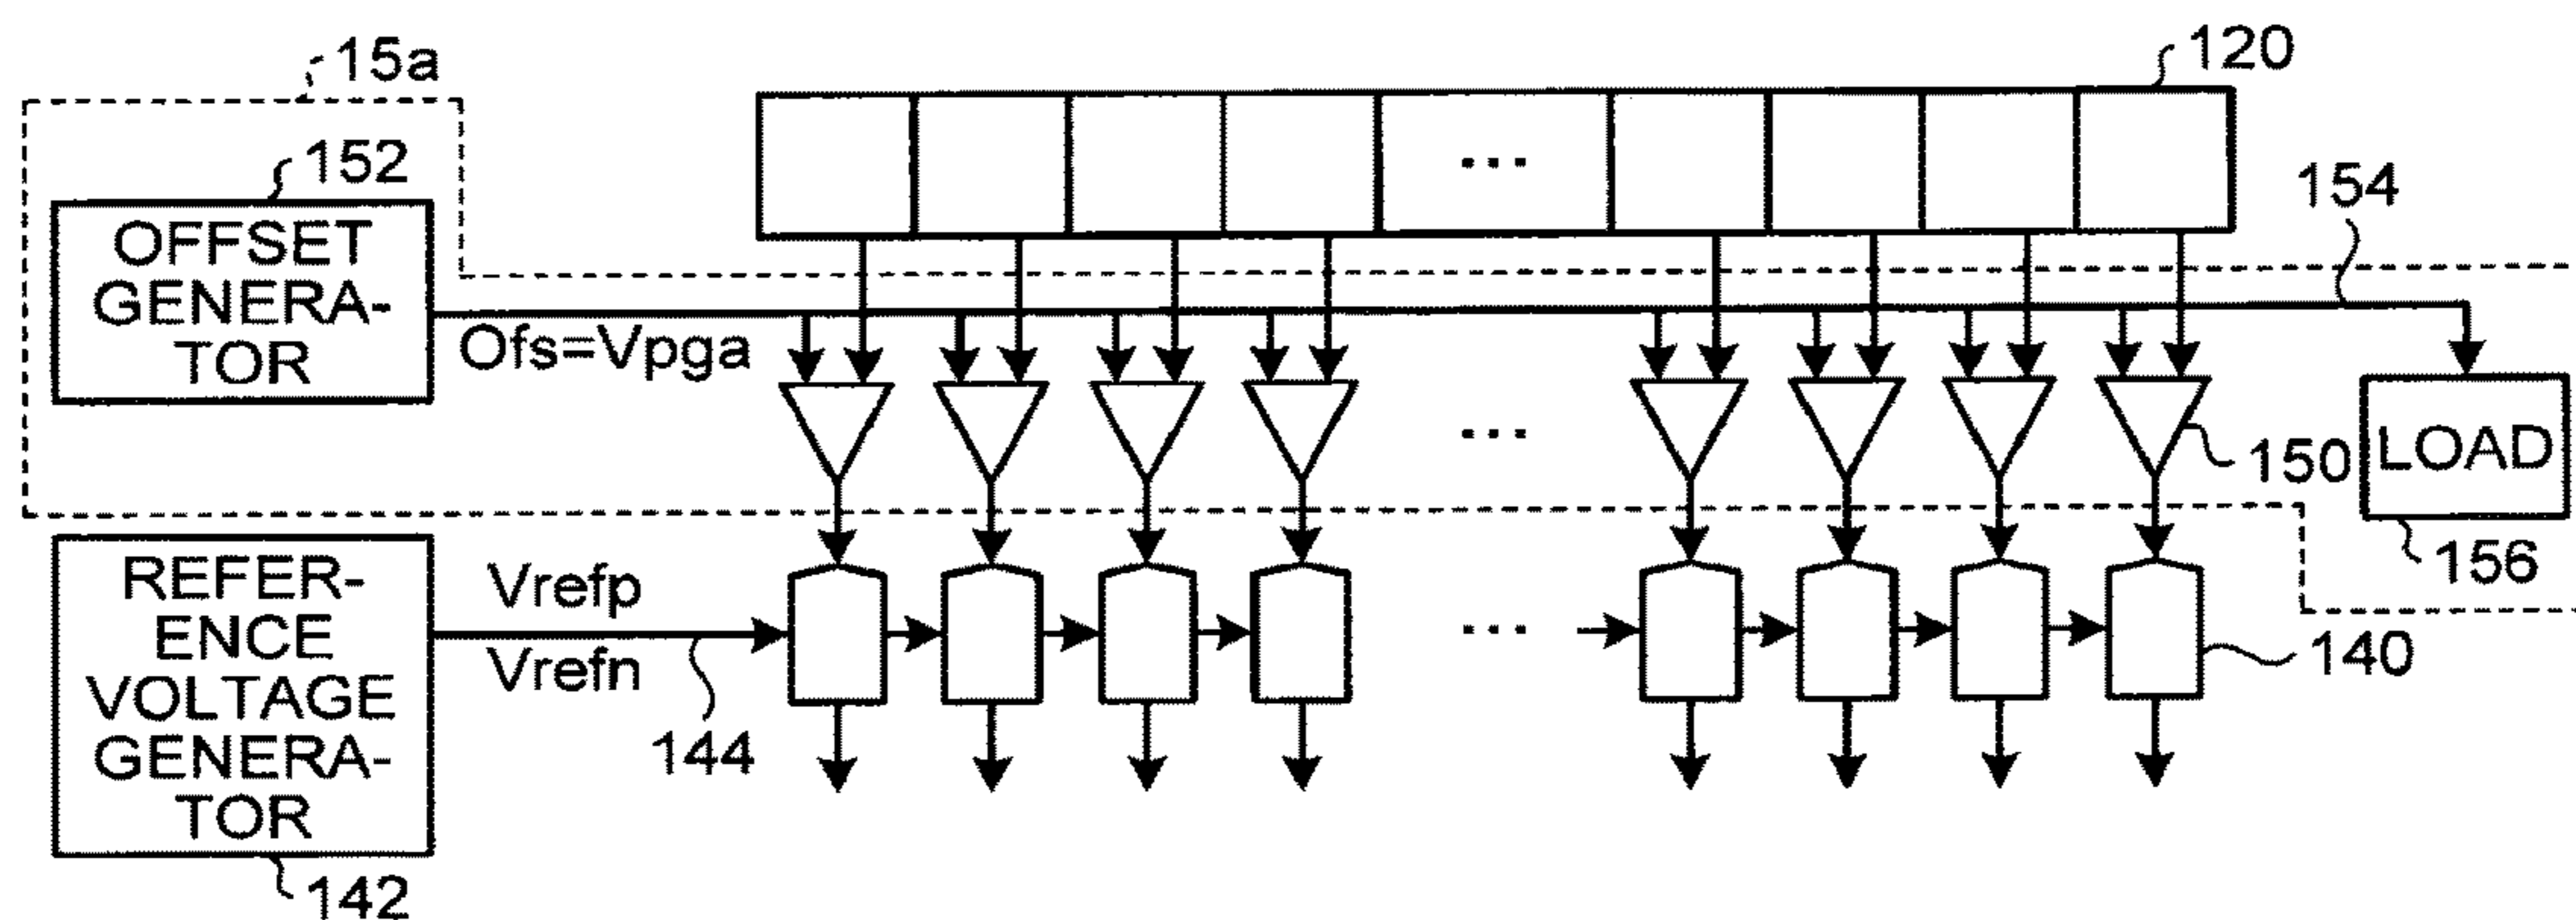 15a
120
152
154
OFFSET
GENERA-
TOR
...
Ofs=Vpga
...
150
LOAD
156
REFER-
ENCE
VOLTAGE
GENERA-
TOR
Vrefp
Vrefn
...
140
144
142